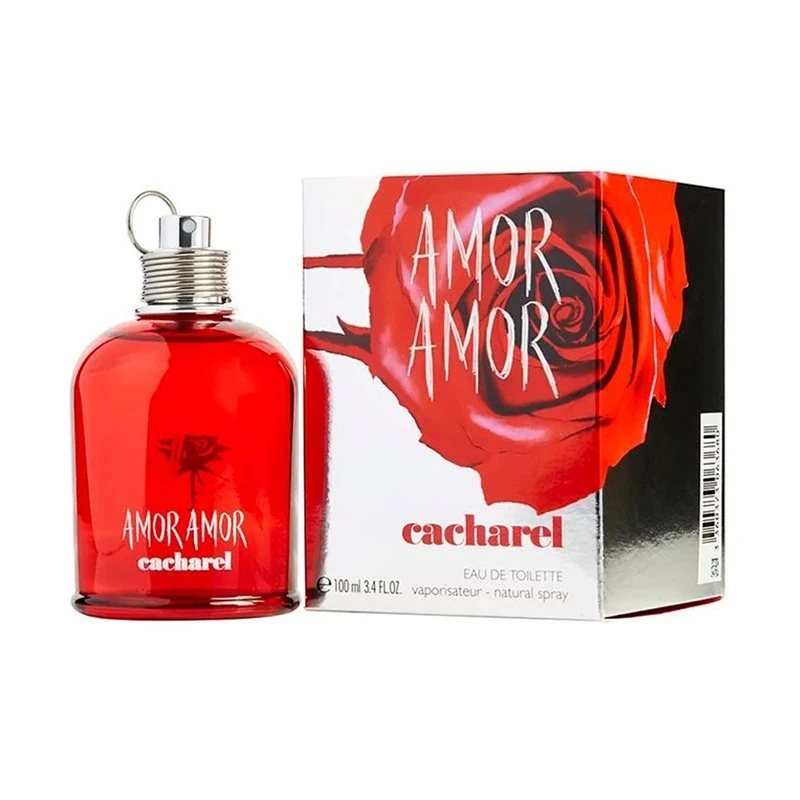 AMOR AMOR
cacharel
AMOR
AMOR
cacharel
EAU DE TOILETTE
e 100 ml 3.4 FL.OZ. vaporisateur - natural spray